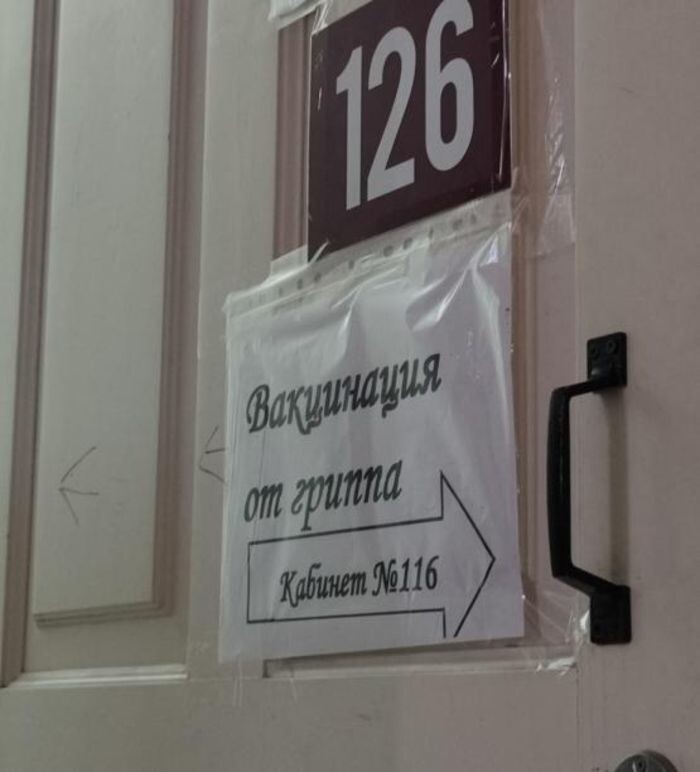 126
Вакцинация
от гриппа
Кабинет №116